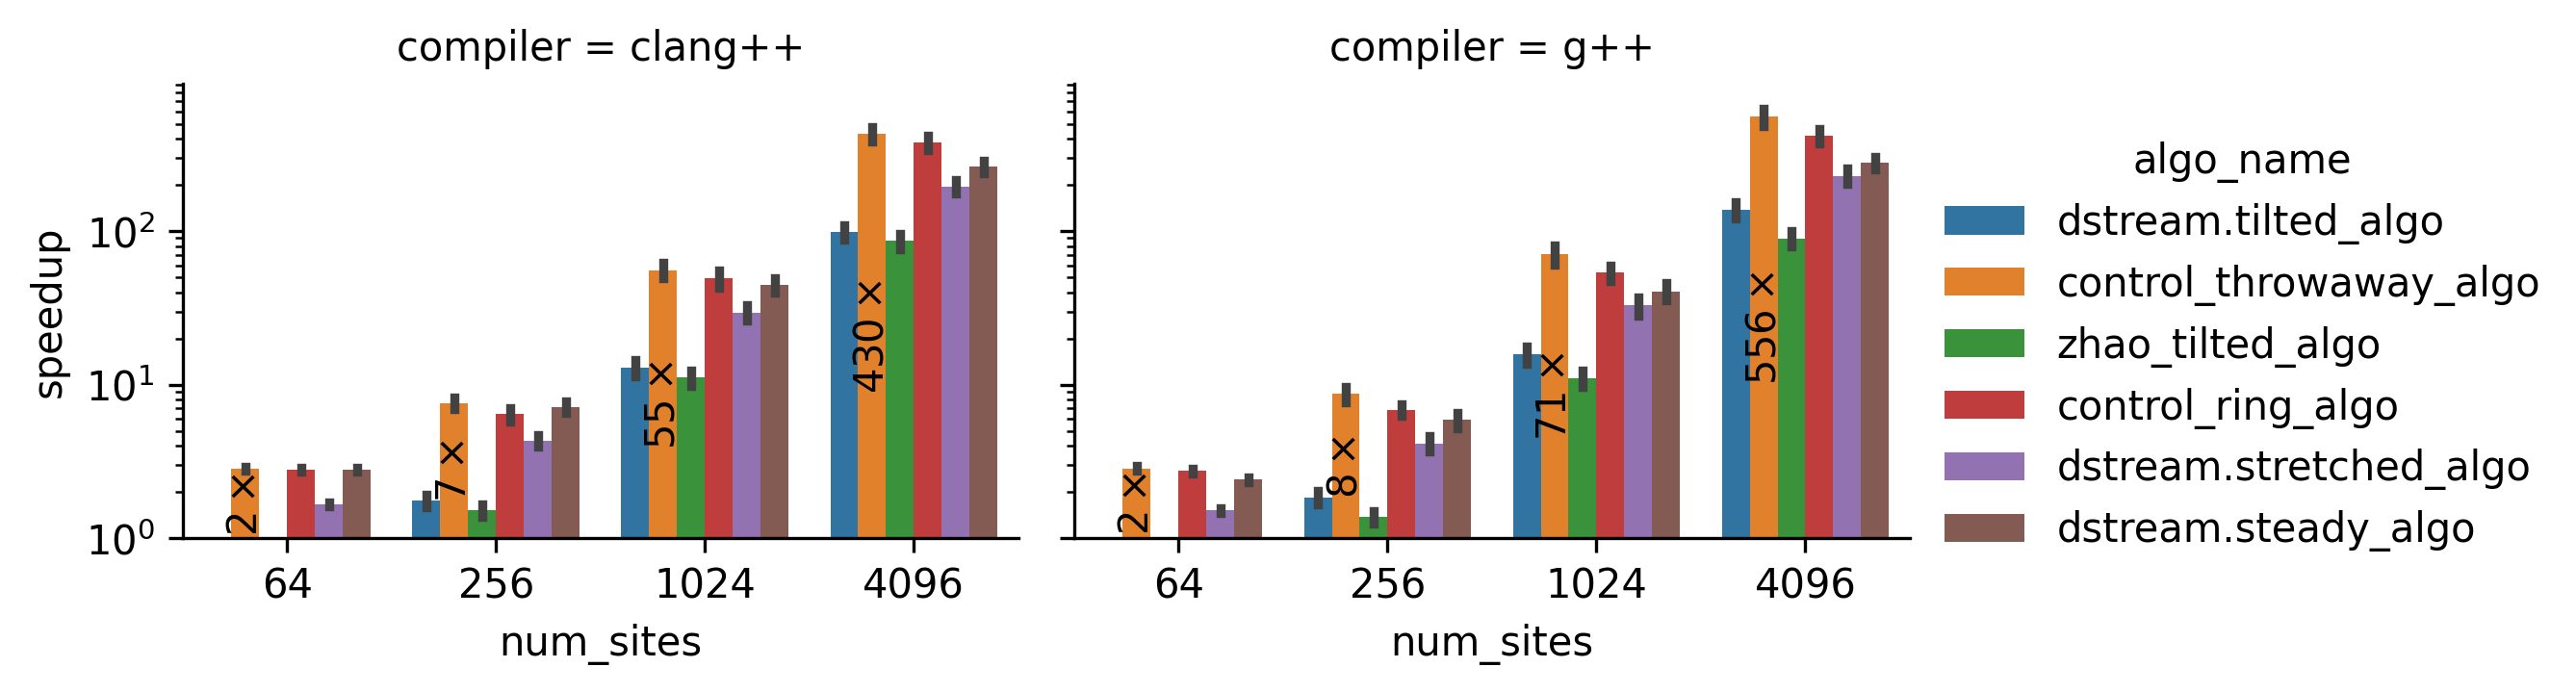 compiler = clang++
compiler = g++
speedup
10²
10¹
10⁰
2×
7×
55×
430×
64
256
1024
4096
num_sites
2×
8×
71×
556×
64
256
1024
4096
num_sites
algo_name
dstream.tilted_algo
control_throwaway_algo
zhao_tilted_algo
control_ring_algo
dstream.stretched_algo
dstream.steady_algo